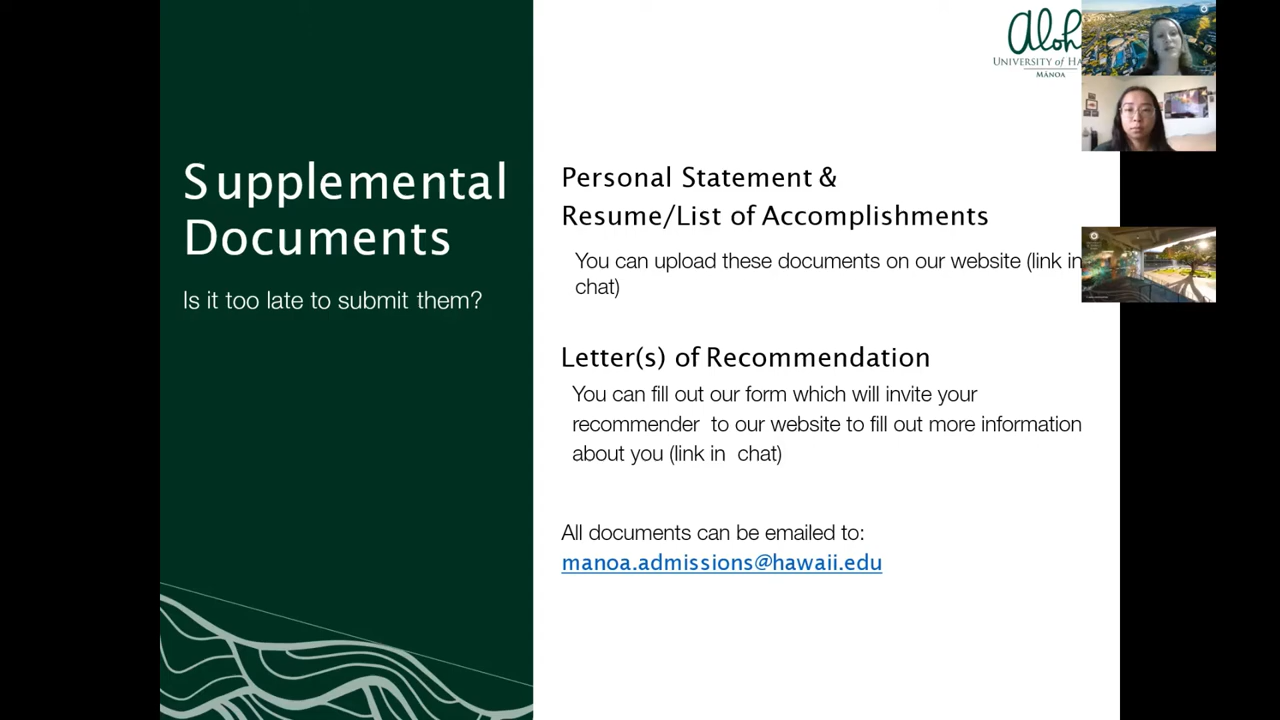 Supplemental
Documents
Is it too late to submit them?
Aloh
UNIVERSITY of HA
MĀNOA
Personal Statement &
Resume/List of Accomplishments
You can upload these documents on our website (link in
chat)
Letter(s) of Recommendation
You can fill out our form which will invite your
recommender to our website to fill out more information
about you (link in chat)
All documents can be emailed to:
manoa.admissions@hawaii.edu